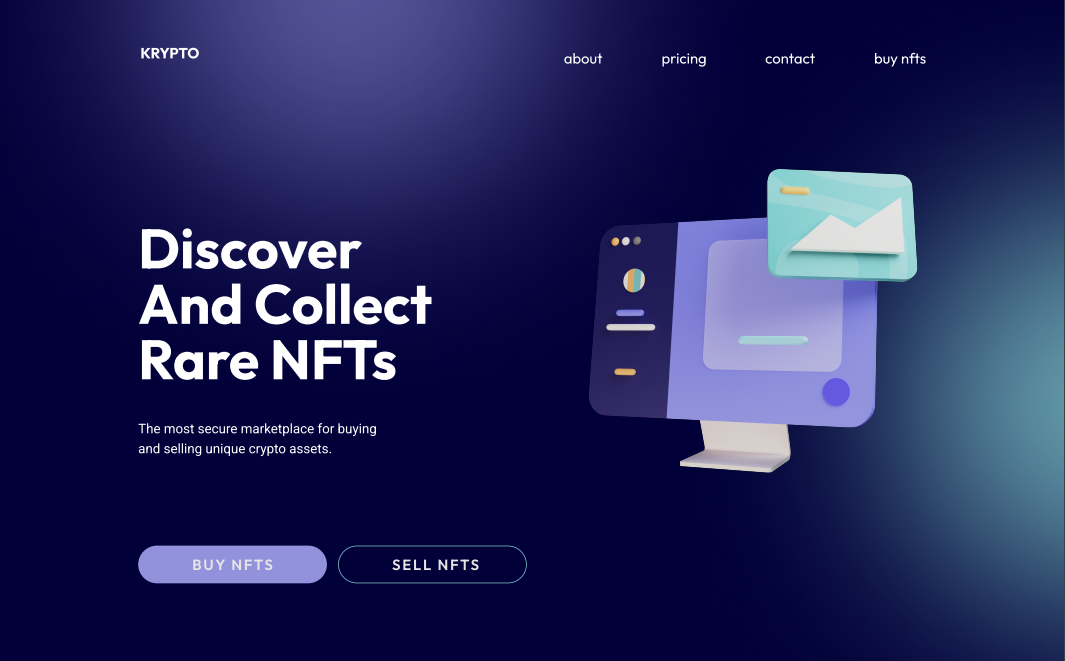 KRYPTO
about pricing contact buy nfts
Discover
And Collect
Rare NFTs
The most secure marketplace for buying
and selling unique crypto assets.
BUY NFTS SELL NFTS